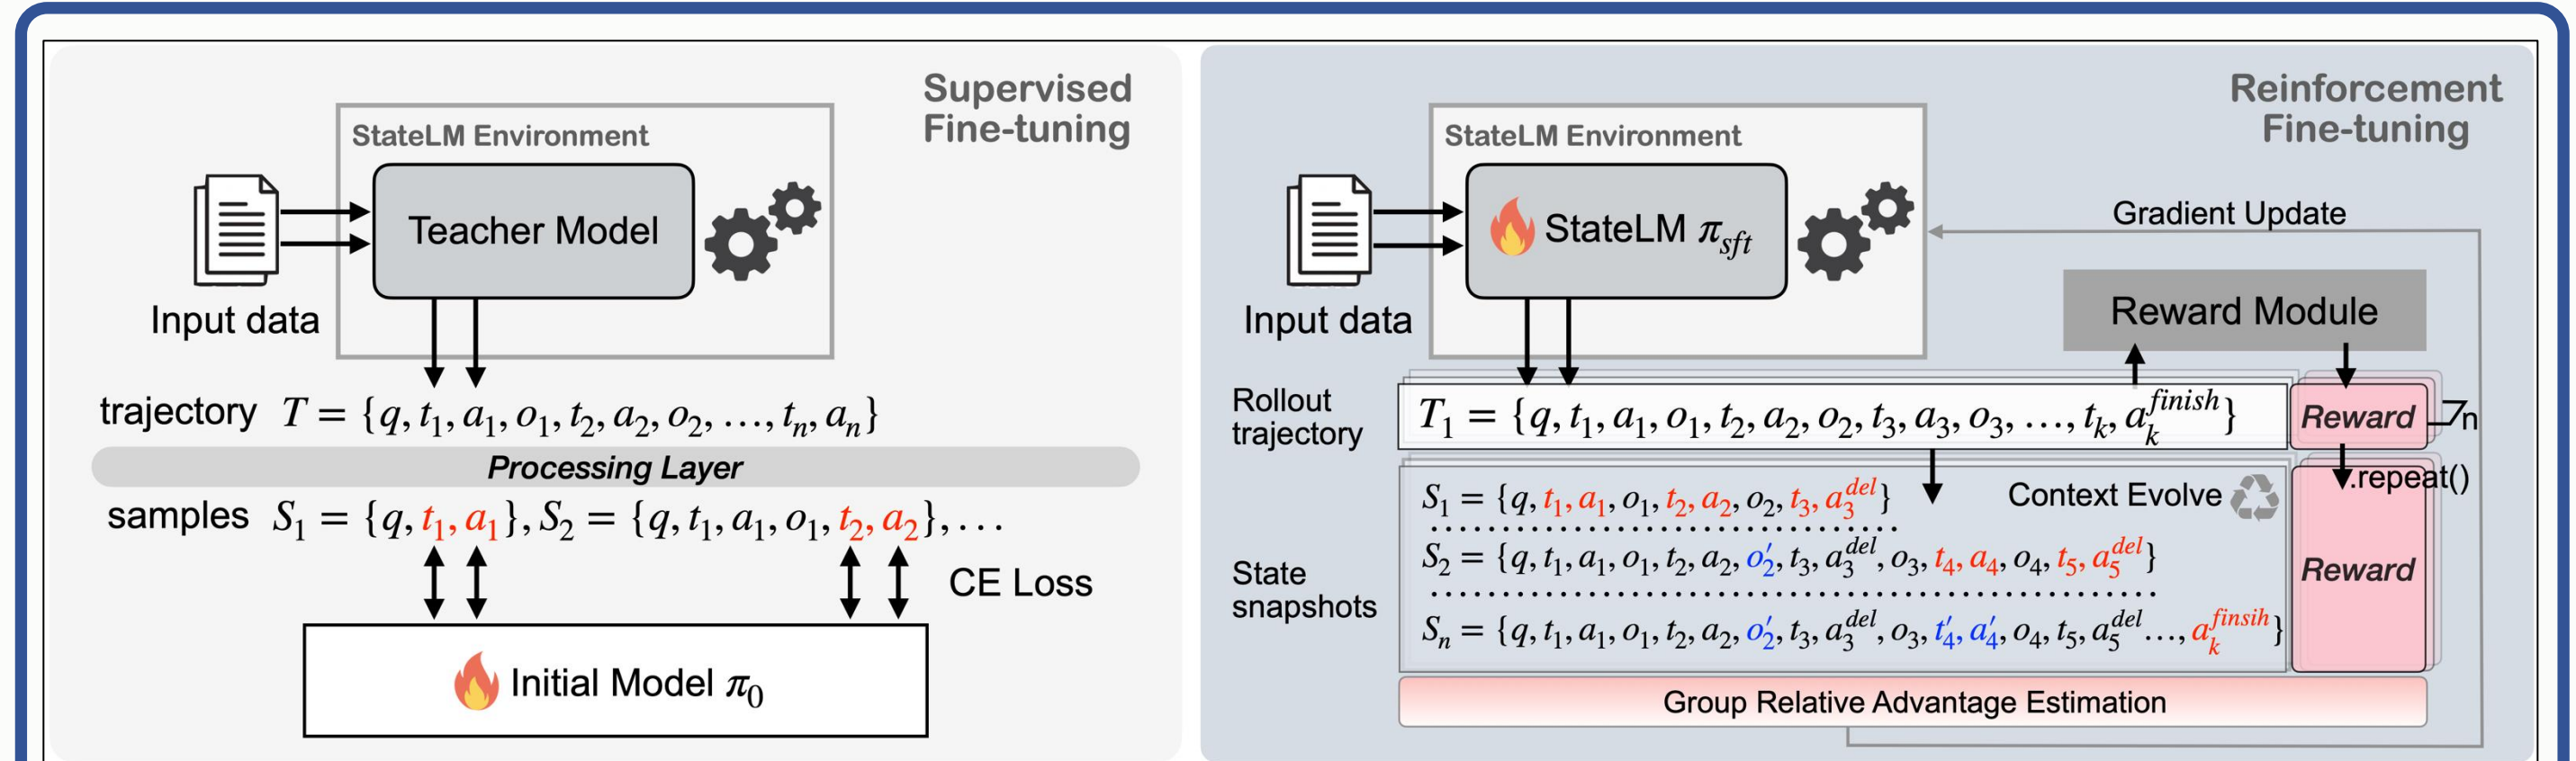 Supervised
Fine-tuning
StateLM Environment
Teacher Model
Input data
trajectory T = {q, t₁, a₁, o₁, t₂, a₂, o₂, …, tₙ, aₙ}
Processing Layer
samples S₁ = {q, t₁, a₁}, S₂ = {q, t₁, a₁, o₁, t₂, a₂}, …
CE Loss
Initial Model π₀
Reinforcement
Fine-tuning
StateLM Environment
StateLM π_sft
Input data
Gradient Update
Reward Module
Rollout
trajectory
T₁ = {q, t₁, a₁, o₁, t₂, a₂, o₂, t₃, a₃, o₃, …, t_k, a_k^finish}
Reward
n
.repeat()
Context Evolve
State
snapshots
S₁ = {q, t₁, a₁, o₁, t₂, a₂, o₂, t₃, a₃^del}
S₂ = {q, t₁, a₁, o₁, t₂, a₂, o₂′, t₃, a₃^del, o₃, t₄, a₄, o₄, t₅, a₅^del}
Sₙ = {q, t₁, a₁, o₁, t₂, a₂, o₂′, t₃, a₃^del, o₃, t₄′, a₄′, o₄, t₅, a₅^del…, a_k^finsih}
Reward
Group Relative Advantage Estimation